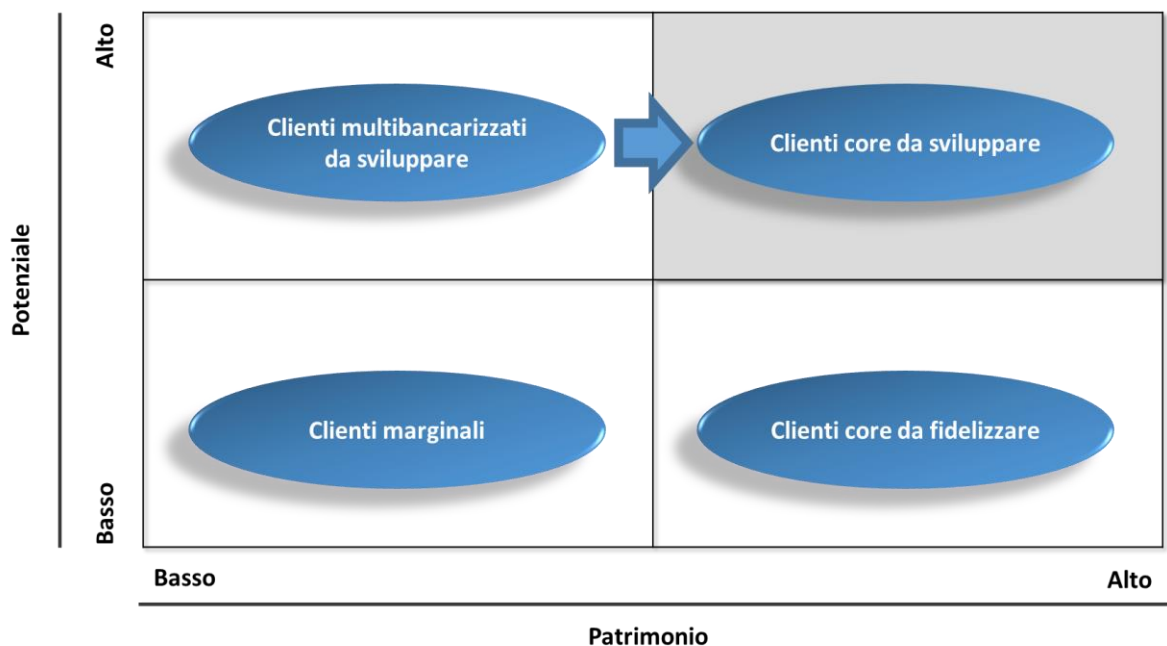 Alto
Clienti multibancarizzati
da sviluppare
Clienti core da sviluppare
Potenziale
Clienti marginali
Clienti core da fidelizzare
Basso
Basso
Alto
Patrimonio